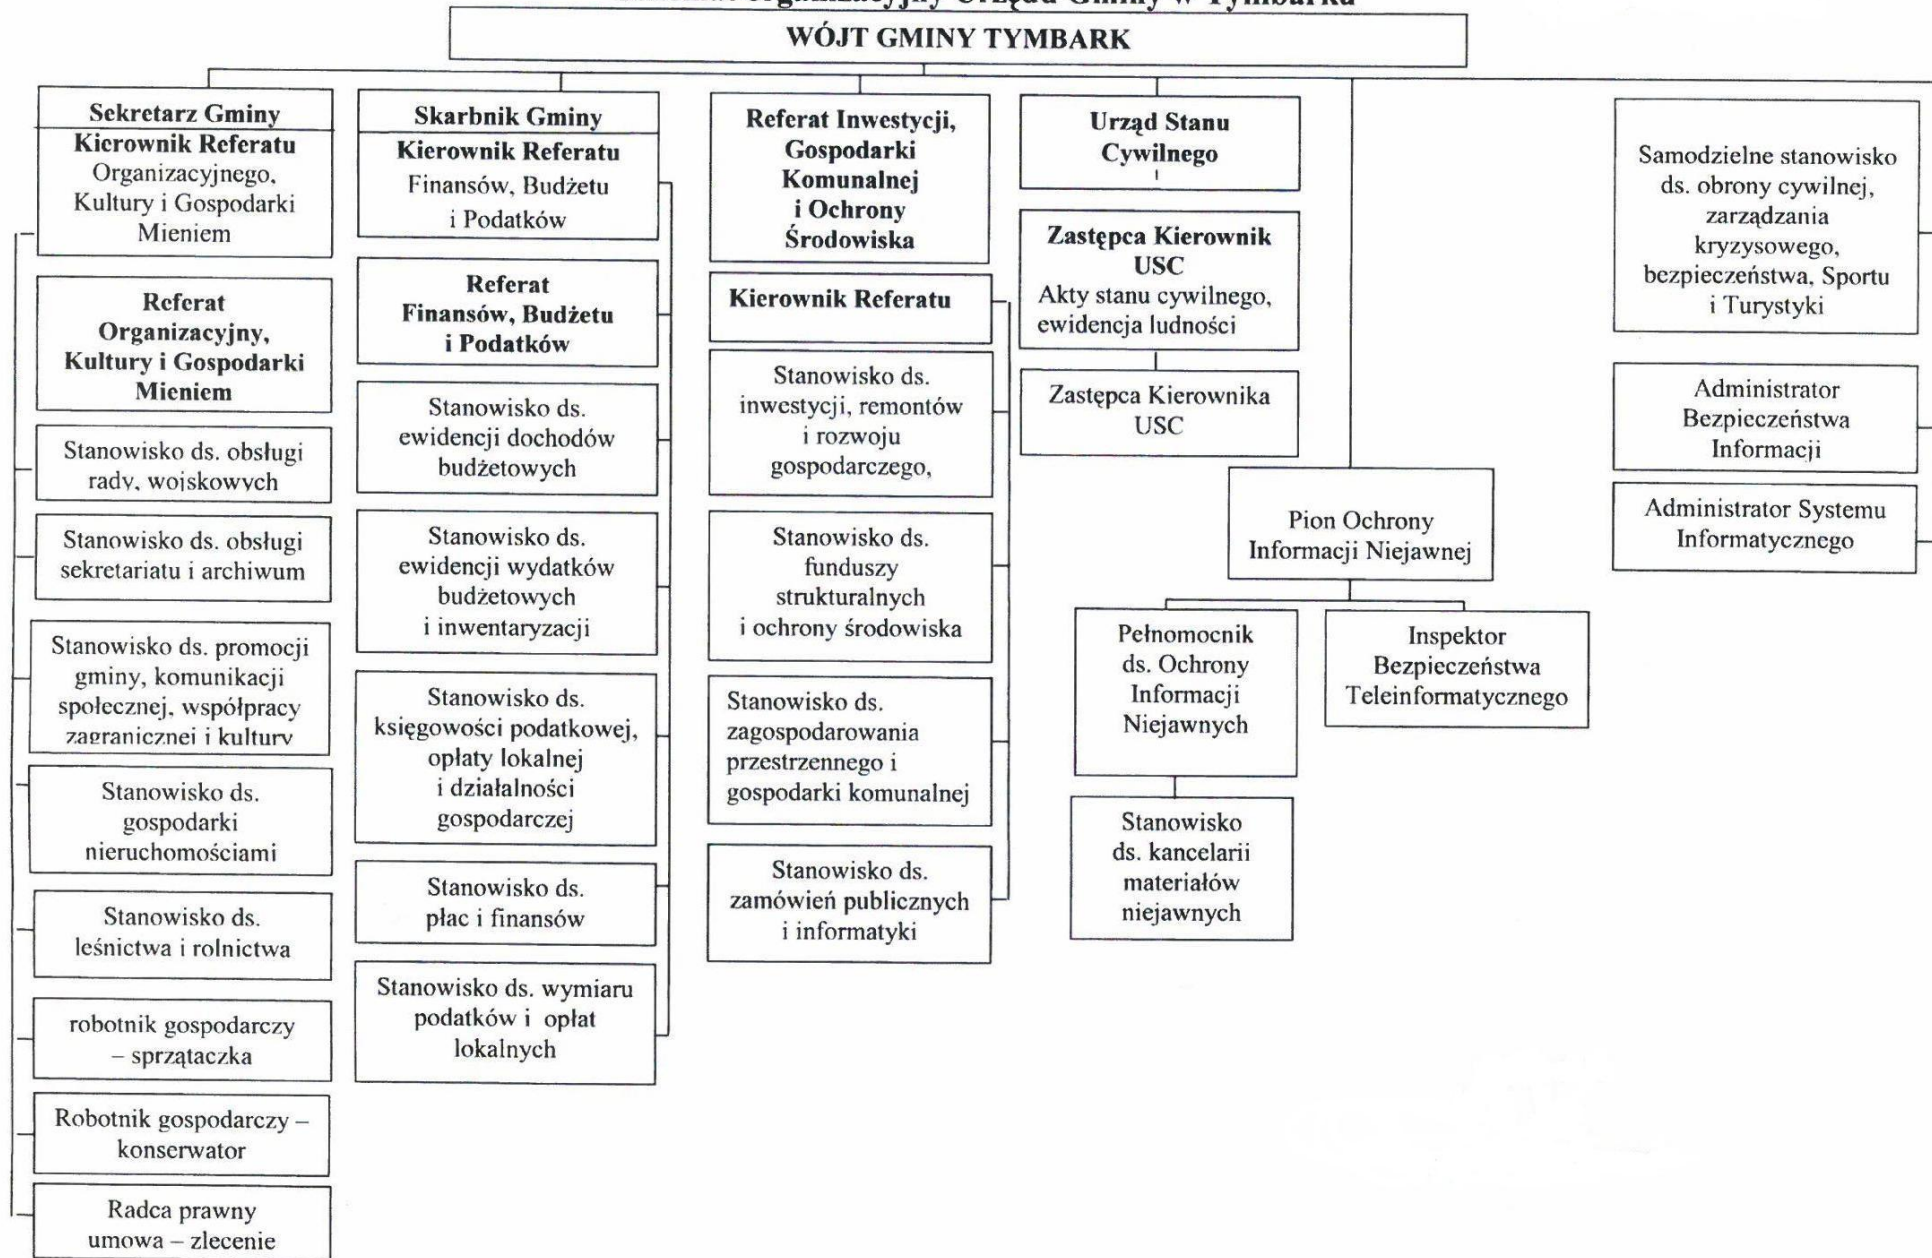 organizacyjny Urzędu Gminy w Tymbarku
WÓJT GMINY TYMBARK
Sekretarz Gminy
Kierownik Referatu
Organizacyjnego,
Kultury i Gospodarki
Mieniem
Referat
Organizacyjny,
Kultury i Gospodarki
Mieniem
Stanowisko ds. obsługi
rady, wojskowych
Stanowisko ds. obsługi
sekretariatu i archiwum
Stanowisko ds. promocji
gminy, komunikacji
społecznej, współpracy
zagranicznej i kultury
Stanowisko ds.
gospodarki
nieruchomościami
Stanowisko ds.
leśnictwa i rolnictwa
robotnik gospodarczy
– sprzątaczka
Robotnik gospodarczy –
konserwator
Radca prawny
umowa – zlecenie
Skarbnik Gminy
Kierownik Referatu
Finansów, Budżetu
i Podatków
Referat
Finansów, Budżetu
i Podatków
Stanowisko ds.
ewidencji dochodów
budżetowych
Stanowisko ds.
ewidencji wydatków
budżetowych
i inwentaryzacji
Stanowisko ds.
księgowości podatkowej,
opłaty lokalnej
i działalności
gospodarczej
Stanowisko ds.
płac i finansów
Stanowisko ds. wymiaru
podatków i opłat
lokalnych
Referat Inwestycji,
Gospodarki
Komunalnej
i Ochrony
Środowiska
Kierownik Referatu
Stanowisko ds.
inwestycji, remontów
i rozwoju
gospodarczego,
Stanowisko ds.
funduszy
strukturalnych
i ochrony środowiska
Stanowisko ds.
zagospodarowania
przestrzennego i
gospodarki komunalnej
Stanowisko ds.
zamówień publicznych
i informatyki
Urząd Stanu
Cywilnego
Zastępca Kierownik
USC
Akty stanu cywilnego,
ewidencja ludności
Zastępca Kierownika
USC
Pion Ochrony
Informacji Niejawnej
Pełnomocnik
ds. Ochrony
Informacji
Niejawnych
Stanowisko
ds. kancelarii
materiałów
niejawnych
Inspektor
Bezpieczeństwa
Teleinformatycznego
Samodzielne stanowisko
ds. obrony cywilnej,
zarządzania
kryzysowego,
bezpieczeństwa, Sportu
i Turystyki
Administrator
Bezpieczeństwa
Informacji
Administrator Systemu
Informatycznego